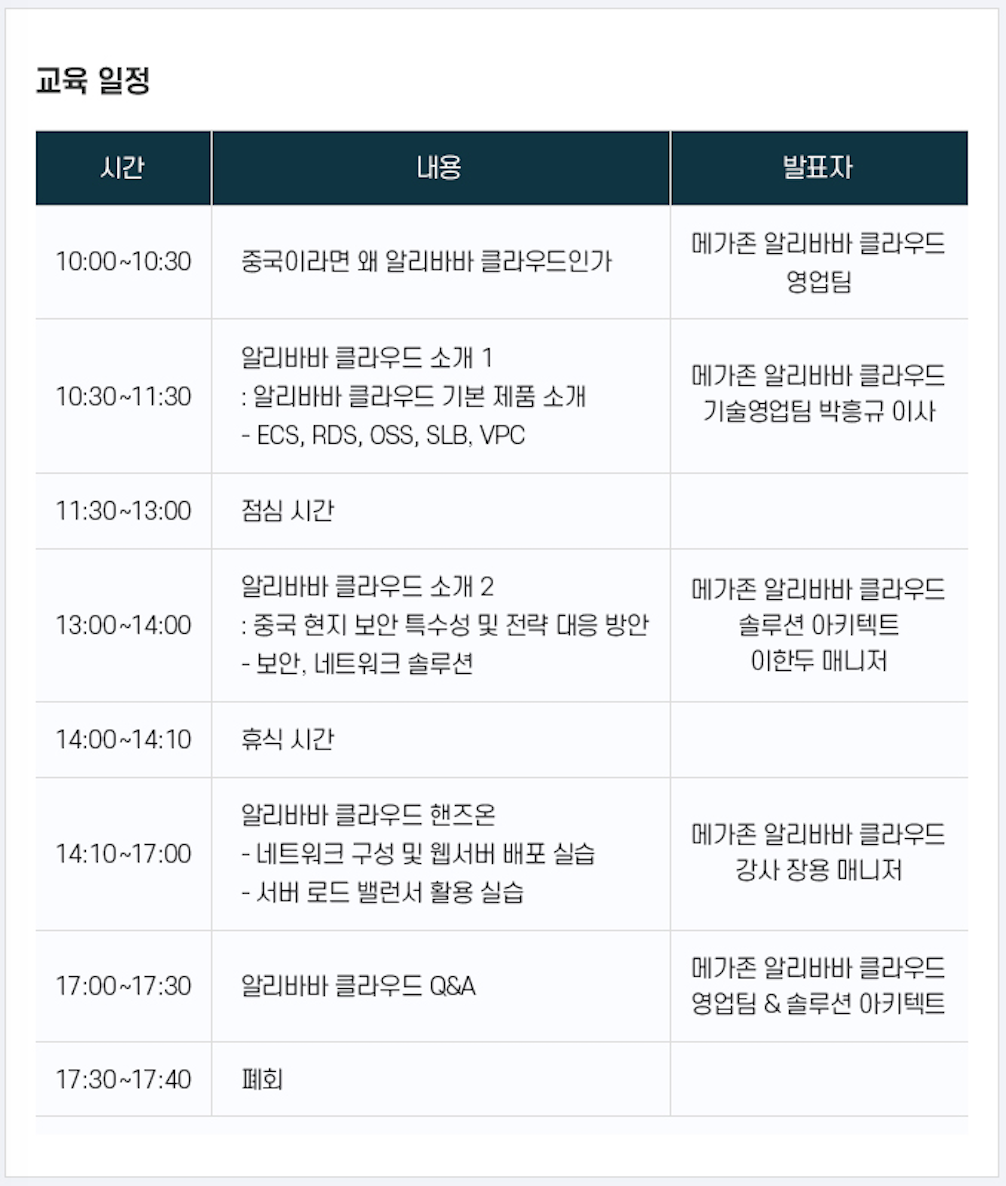 교육 일정
시간 내용 발표자
10:00~10:30 중국이라면 왜 알리바바 클라우드인가 메가존 알리바바 클라우드
영업팀
10:30~11:30 알리바바 클라우드 소개 1
: 알리바바 클라우드 기본 제품 소개
- ECS, RDS, OSS, SLB, VPC
메가존 알리바바 클라우드
기술영업팀 박흥규 이사
11:30~13:00 점심 시간
13:00~14:00 알리바바 클라우드 소개 2
: 중국 현지 보안 특수성 및 전략 대응 방안
- 보안, 네트워크 솔루션
메가존 알리바바 클라우드
솔루션 아키텍트
이한두 매니저
14:00~14:10 휴식 시간
14:10~17:00 알리바바 클라우드 핸즈온
- 네트워크 구성 및 웹서버 배포 실습
- 서버 로드 밸런서 활용 실습
메가존 알리바바 클라우드
강사 장용 매니저
17:00~17:30 알리바바 클라우드 Q&A 메가존 알리바바 클라우드
영업팀 & 솔루션 아키텍트
17:30~17:40 폐회